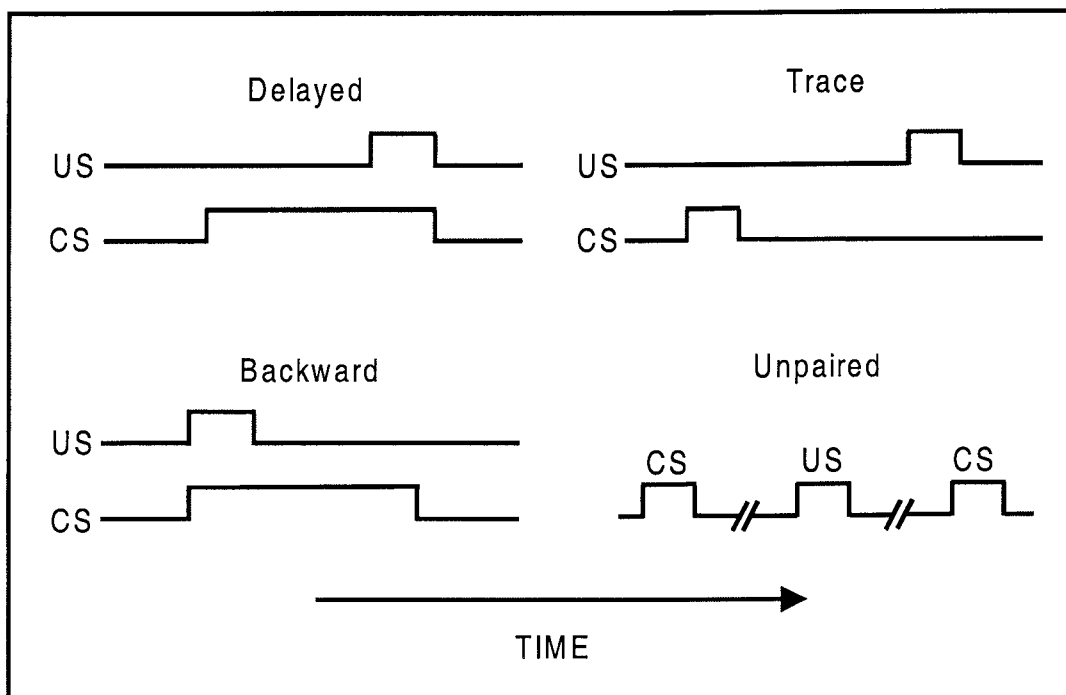 Delayed
US
CS
Trace
US
CS
Backward
US
CS
Unpaired
CS US CS
TIME